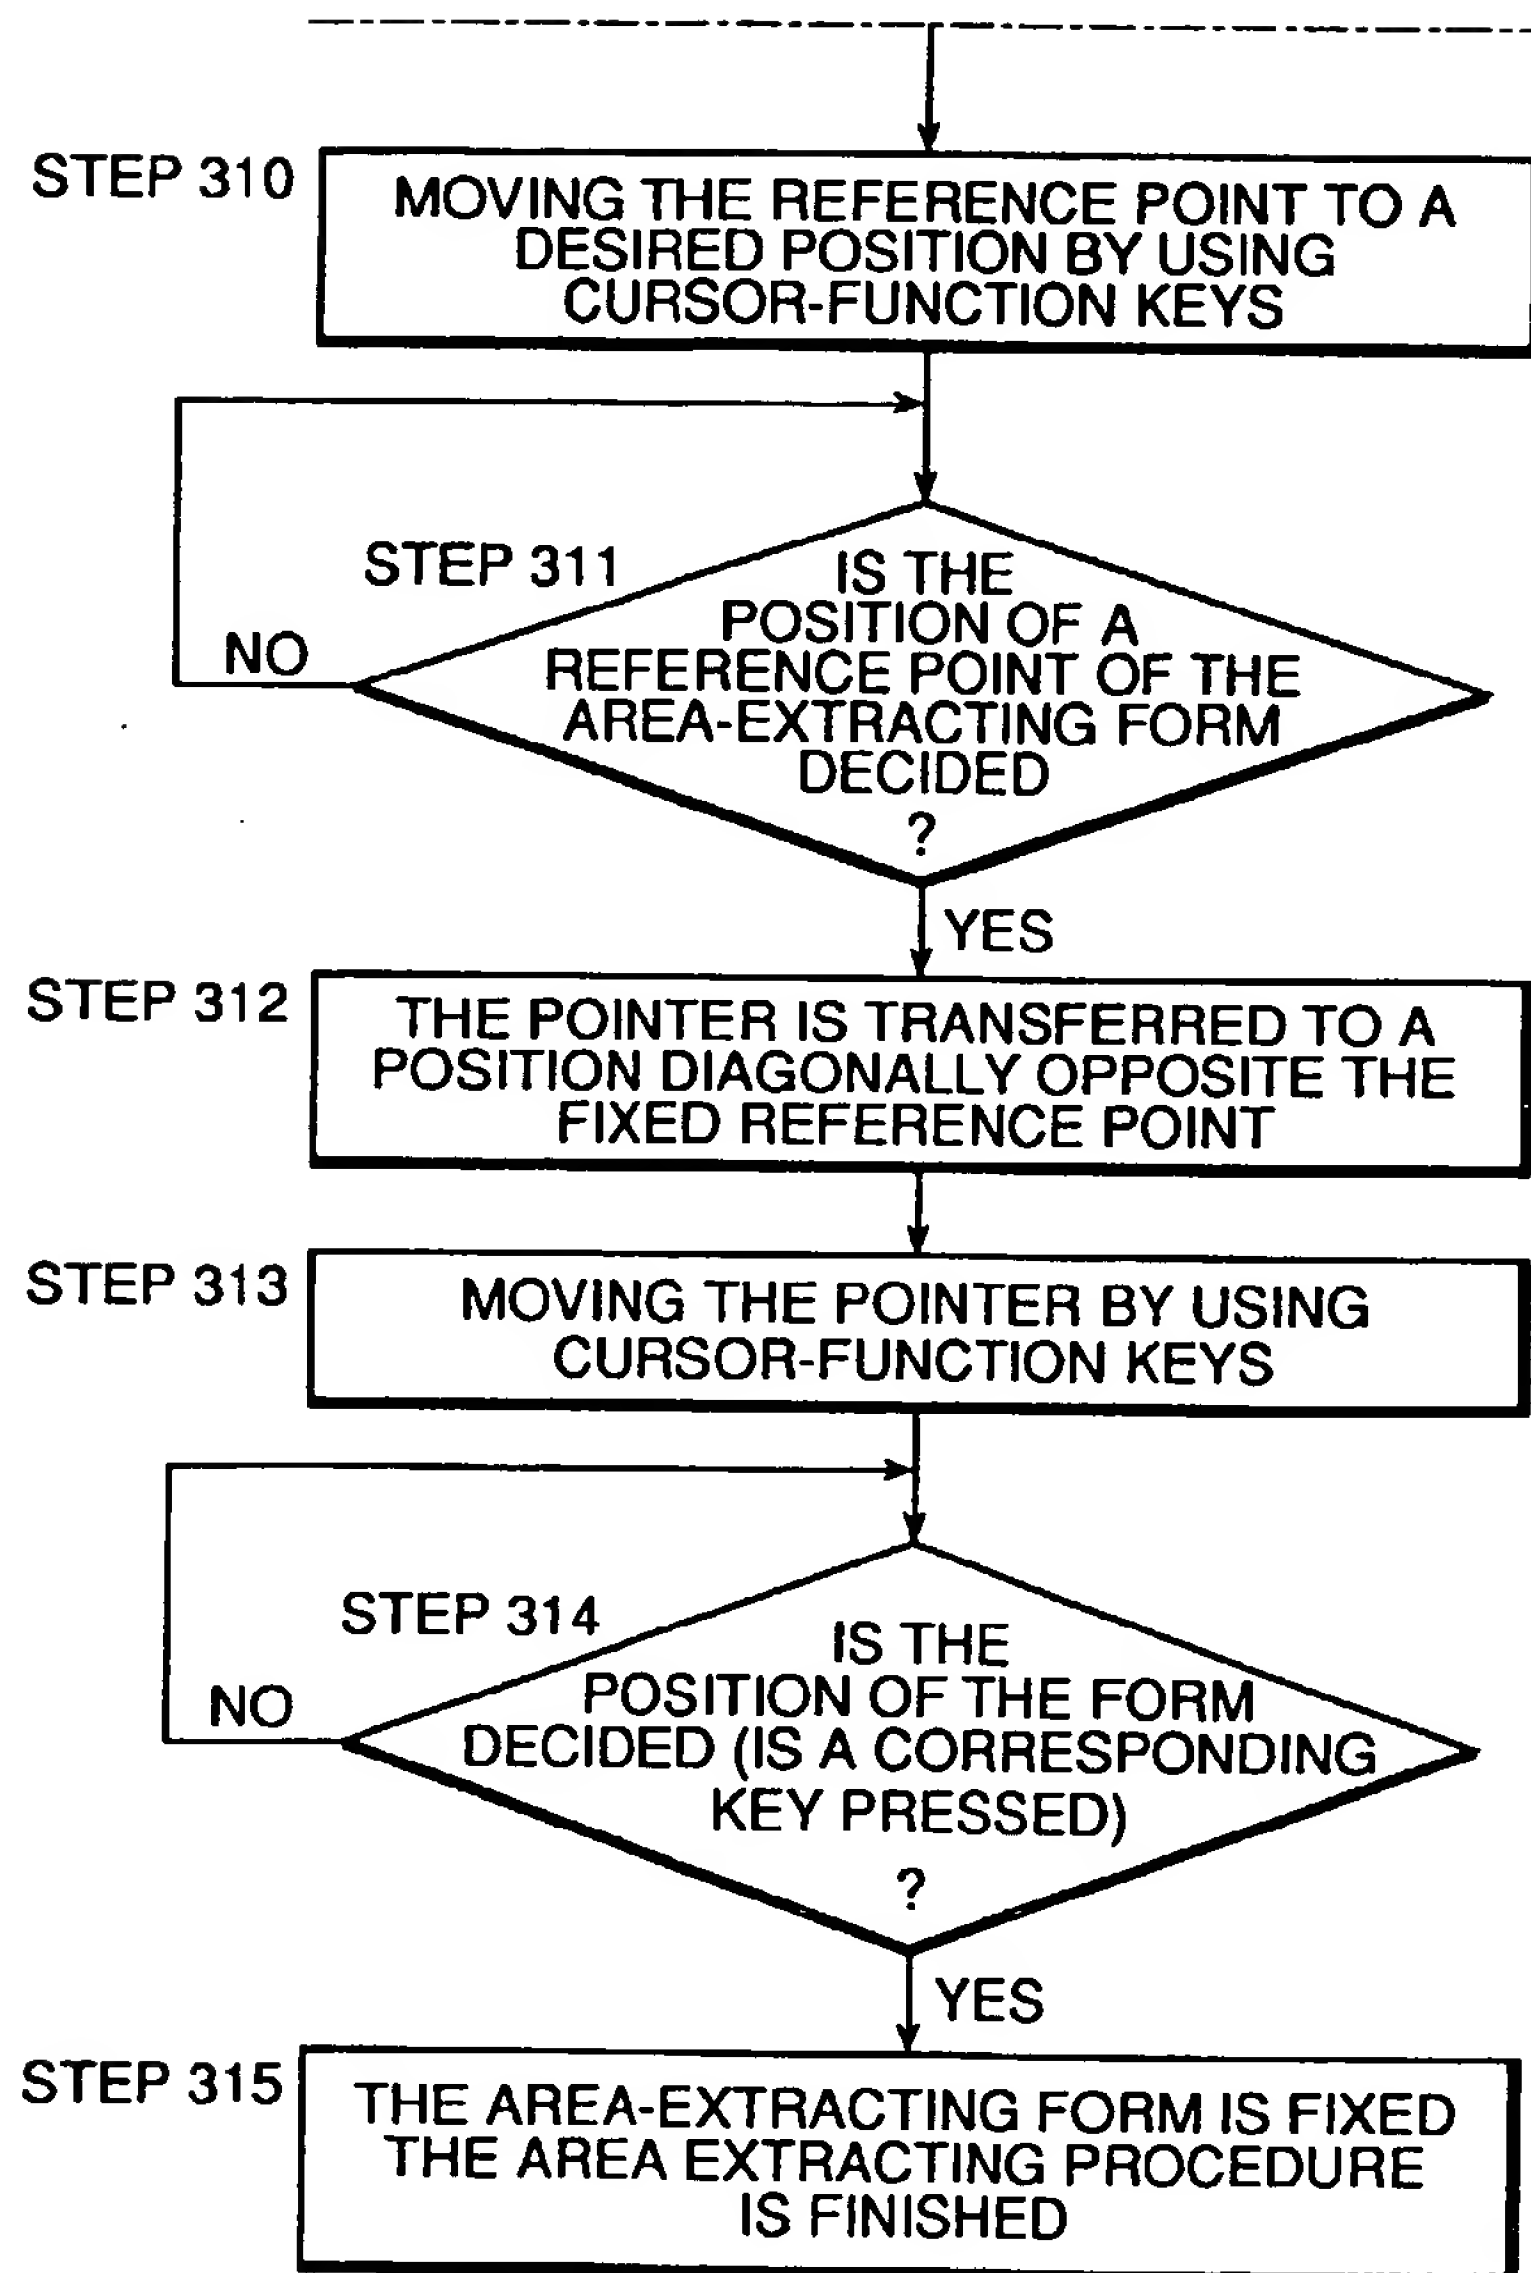 STEP 310
MOVING THE REFERENCE POINT TO A
DESIRED POSITION BY USING
CURSOR-FUNCTION KEYS
STEP 311
IS THE
POSITION OF A
REFERENCE POINT OF THE
AREA-EXTRACTING FORM
DECIDED
?
NO
YES
STEP 312
THE POINTER IS TRANSFERRED TO A
POSITION DIAGONALLY OPPOSITE THE
FIXED REFERENCE POINT
STEP 313
MOVING THE POINTER BY USING
CURSOR-FUNCTION KEYS
STEP 314
IS THE
POSITION OF THE FORM
DECIDED (IS A CORRESPONDING
KEY PRESSED)
?
NO
YES
STEP 315
THE AREA-EXTRACTING FORM IS FIXED
THE AREA EXTRACTING PROCEDURE
IS FINISHED